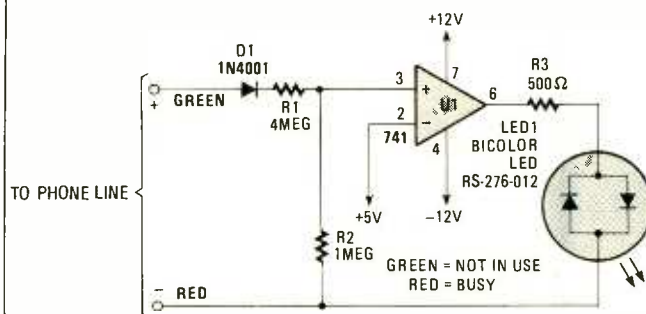 +12V
D1
1N4001
+
GREEN
R1
4MEG
3
+
7
U1
6
2
−
741
4
R3
500Ω
LED1
BICOLOR
LED
RS-276-012
TO PHONE LINE
+5V
−12V
R2
1MEG
GREEN = NOT IN USE
RED = BUSY
−
RED